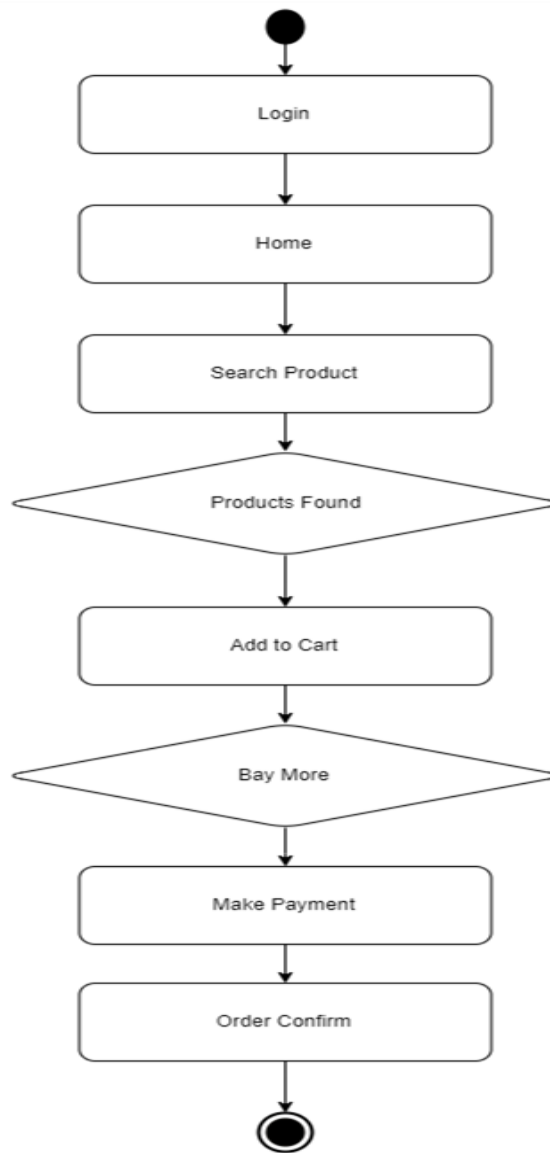 Login
Home
Search Product
Products Found
Add to Cart
Bay More
Make Payment
Order Confirm